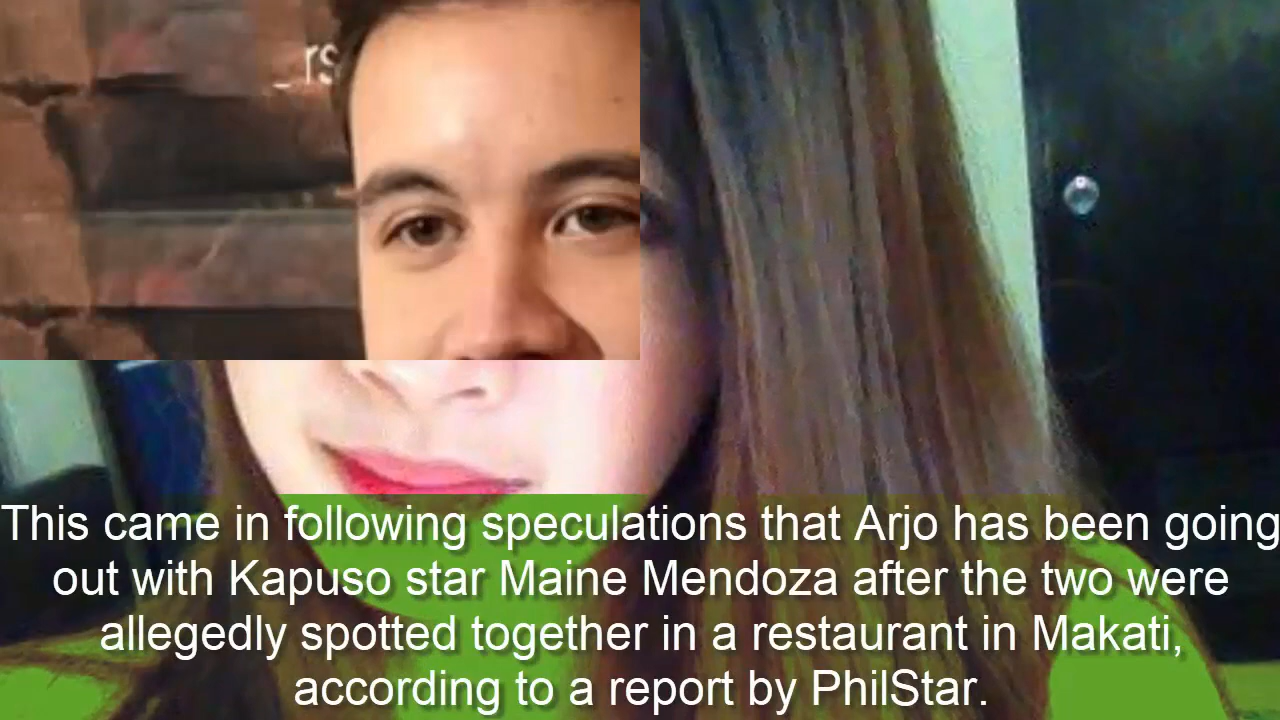 rs
This came in following speculations that Arjo has been going
out with Kapuso star Maine Mendoza after the two were
allegedly spotted together in a restaurant in Makati,
according to a report by PhilStar.